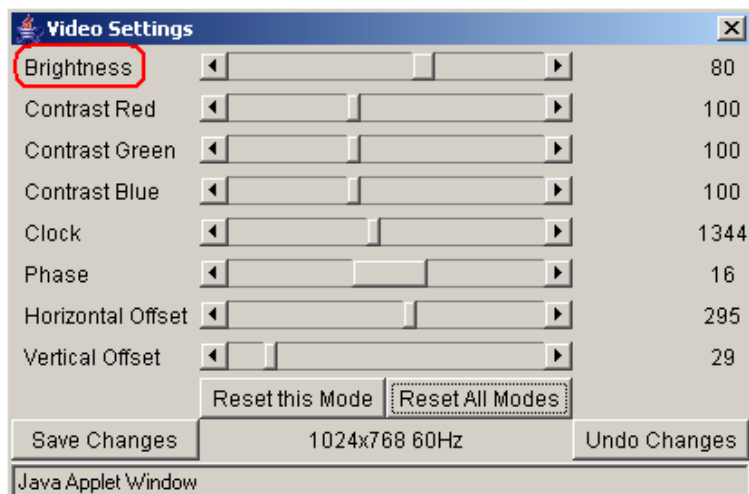 Video Settings
Brightness 80
Contrast Red 100
Contrast Green 100
Contrast Blue 100
Clock 1344
Phase 16
Horizontal Offset 295
Vertical Offset 29
Reset this Mode Reset All Modes
Save Changes 1024x768 60Hz Undo Changes
Java Applet Window